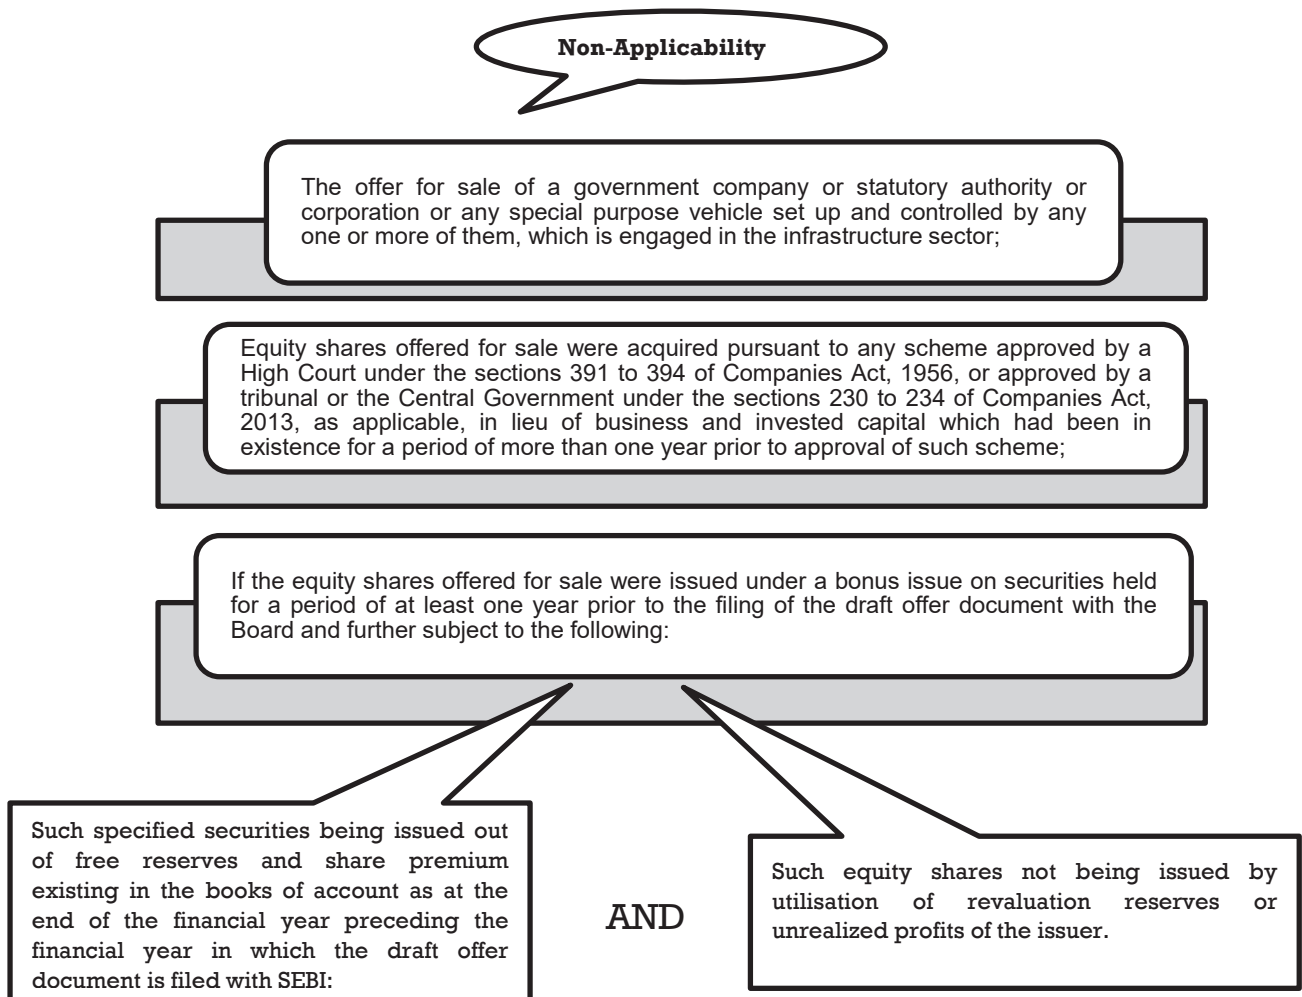 Non-Applicability
The offer for sale of a government company or statutory authority or
corporation or any special purpose vehicle set up and controlled by any
one or more of them, which is engaged in the infrastructure sector;
Equity shares offered for sale were acquired pursuant to any scheme approved by a
High Court under the sections 391 to 394 of Companies Act, 1956, or approved by a
tribunal or the Central Government under the sections 230 to 234 of Companies Act,
2013, as applicable, in lieu of business and invested capital which had been in
existence for a period of more than one year prior to approval of such scheme;
If the equity shares offered for sale were issued under a bonus issue on securities held
for a period of at least one year prior to the filing of the draft offer document with the
Board and further subject to the following:
Such specified securities being issued out
of free reserves and share premium
existing in the books of account as at the
end of the financial year preceding the
financial year in which the draft offer
document is filed with SEBI:
AND
Such equity shares not being issued by
utilisation of revaluation reserves or
unrealized profits of the issuer.